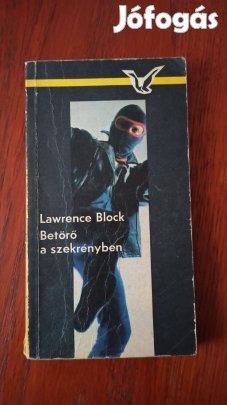 Jófogás
Lawrence Block
Betörő
a szekrényben